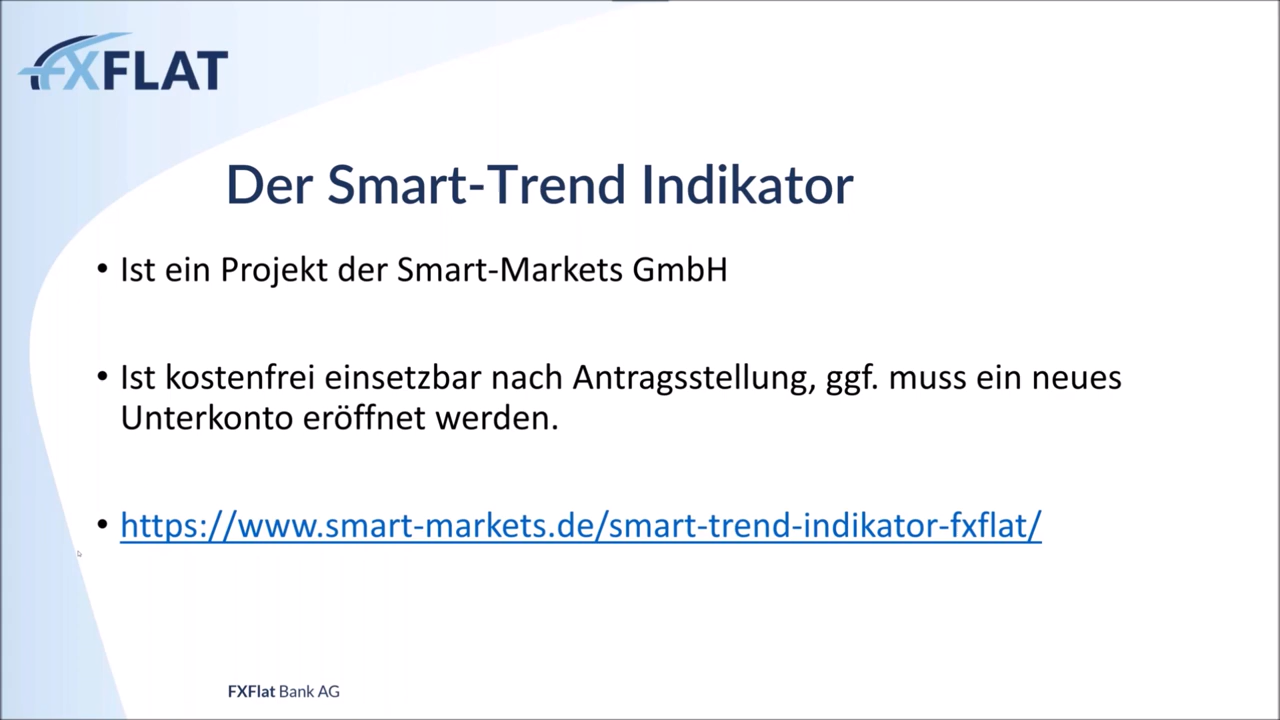 FXFLAT
Der Smart-Trend Indikator
• Ist ein Projekt der Smart-Markets GmbH
• Ist kostenfrei einsetzbar nach Antragsstellung, ggf. muss ein neues
Unterkonto eröffnet werden.
• https://www.smart-markets.de/smart-trend-indikator-fxflat/
FXFlat Bank AG